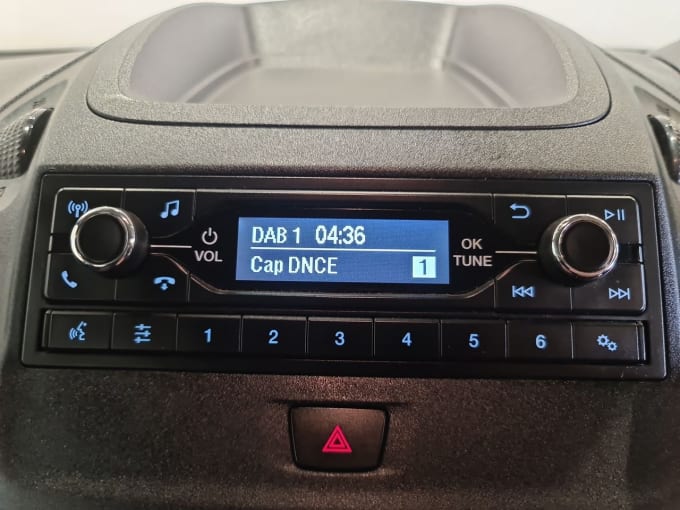 DAB 1 04:36
Cap DNCE 1
VOL
OK
TUNE
1 2 3 4 5 6